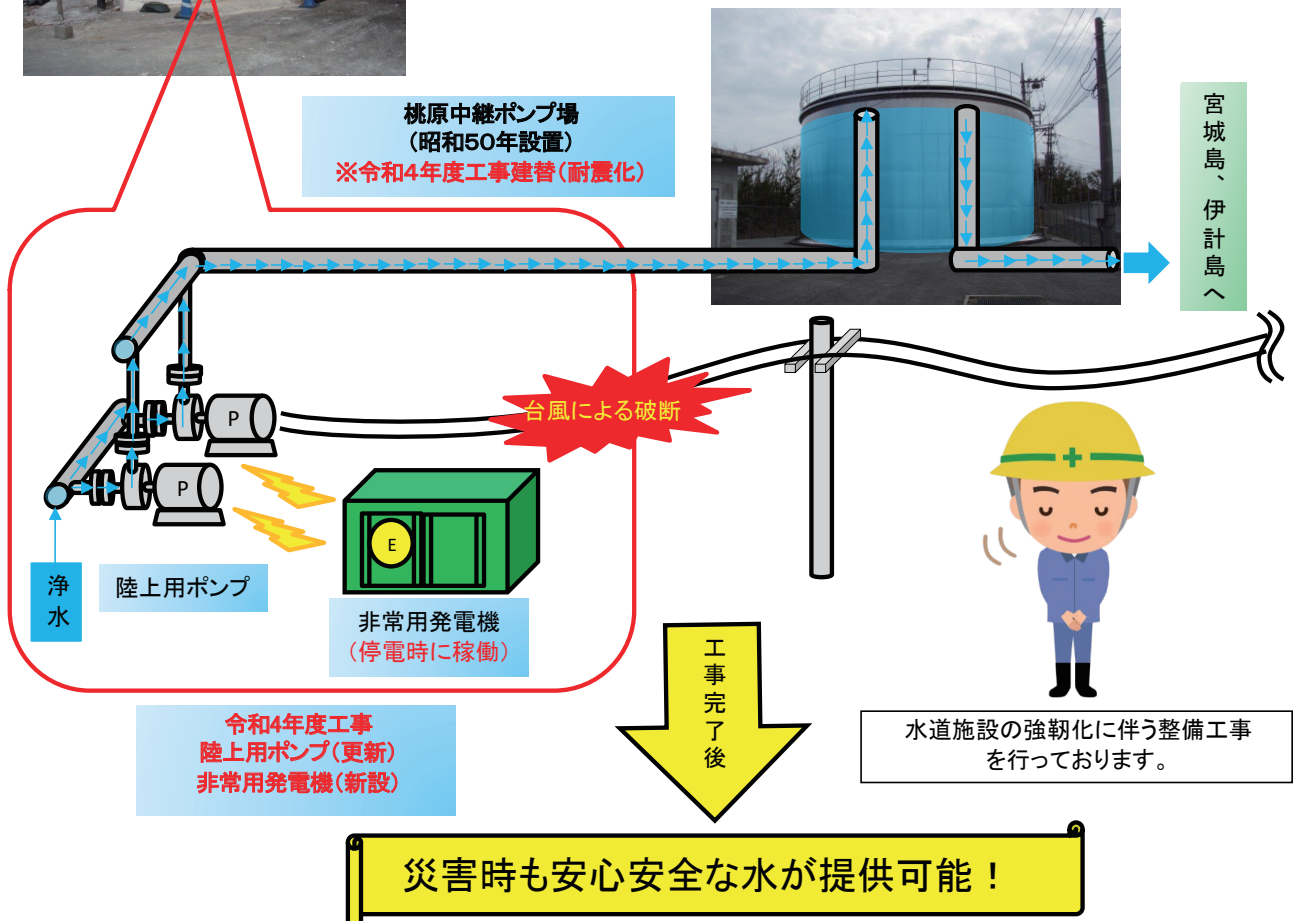 桃原中継ポンプ場
(昭和50年設置)
※令和4年度工事建替(耐震化)
宮城島、伊計島へ
台風による破断
P
P
E
浄水
陸上用ポンプ
非常用発電機
(停電時に稼働)
工事完了後
令和4年度工事
陸上用ポンプ(更新)
非常用発電機(新設)
水道施設の強靭化に伴う整備工事
を行っております。
災害時も安心安全な水が提供可能!